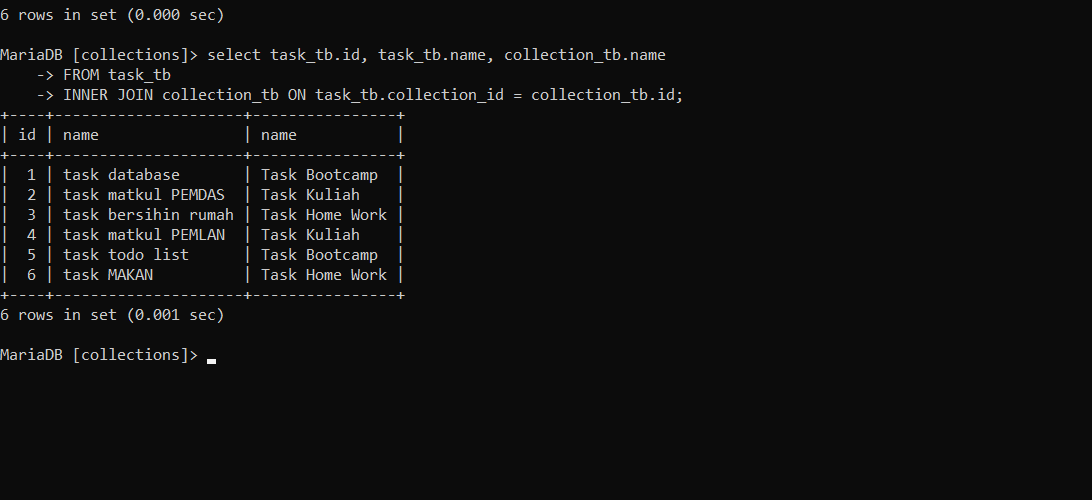 6 rows in set (0.000 sec)
MariaDB [collections]> select task_tb.id, task_tb.name, collection_tb.name
    -> FROM task_tb
    -> INNER JOIN collection_tb ON task_tb.collection_id = collection_tb.id;
+----+---------------------+----------------+
| id | name                | name           |
+----+---------------------+----------------+
|  1 | task database       | Task Bootcamp  |
|  2 | task matkul PEMDAS  | Task Kuliah    |
|  3 | task bersihin rumah | Task Home Work |
|  4 | task matkul PEMLAN  | Task Kuliah    |
|  5 | task todo list      | Task Bootcamp  |
|  6 | task MAKAN          | Task Home Work |
+----+---------------------+----------------+
6 rows in set (0.001 sec)
MariaDB [collections]>